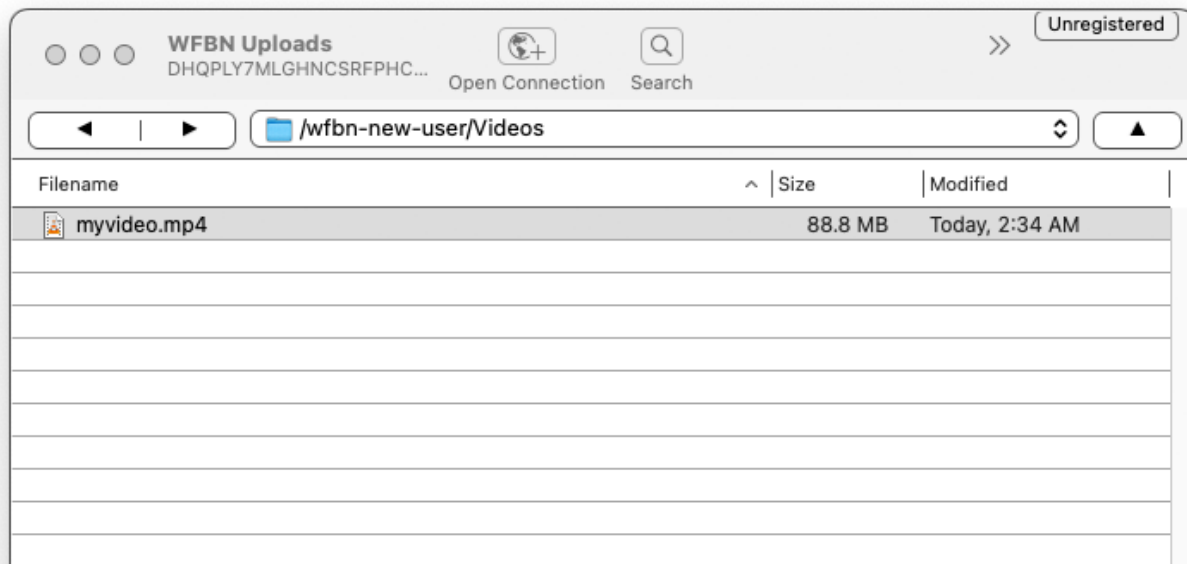 WFBN Uploads
DHQPLY7MLGHNCSRFPHC...
Open Connection
Search
Unregistered
/wfbn-new-user/Videos
Filename Size Modified
myvideo.mp4 88.8 MB Today, 2:34 AM